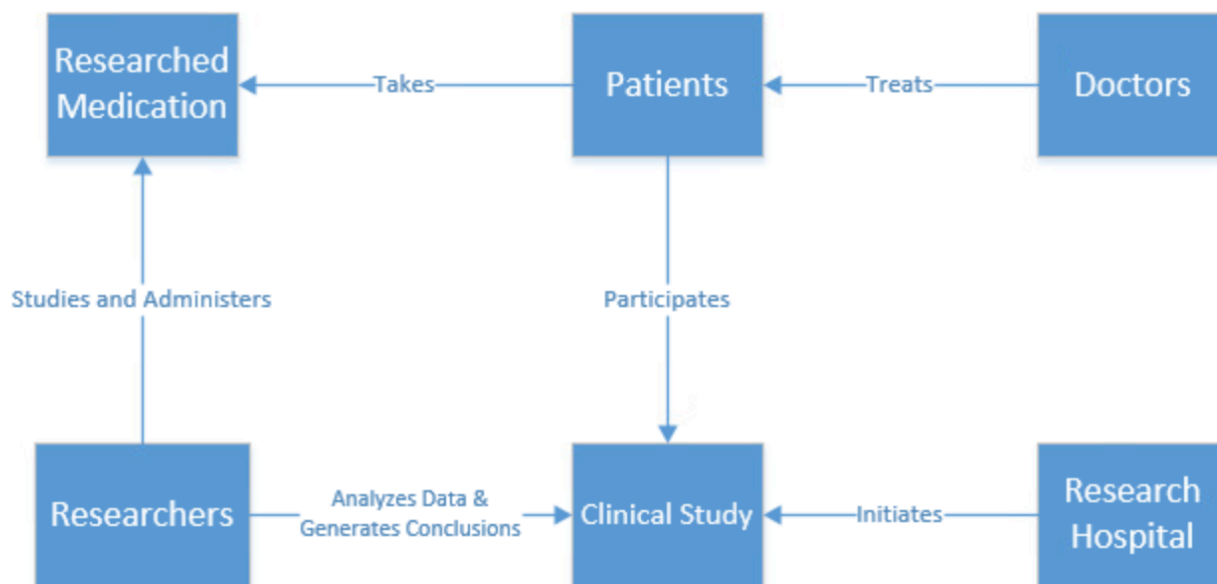 Researched
Medication
Takes
Patients
Treats
Doctors
Studies and Administers
Participates
Researchers
Analyzes Data &
Generates Conclusions
Clinical Study
Initiates
Research
Hospital